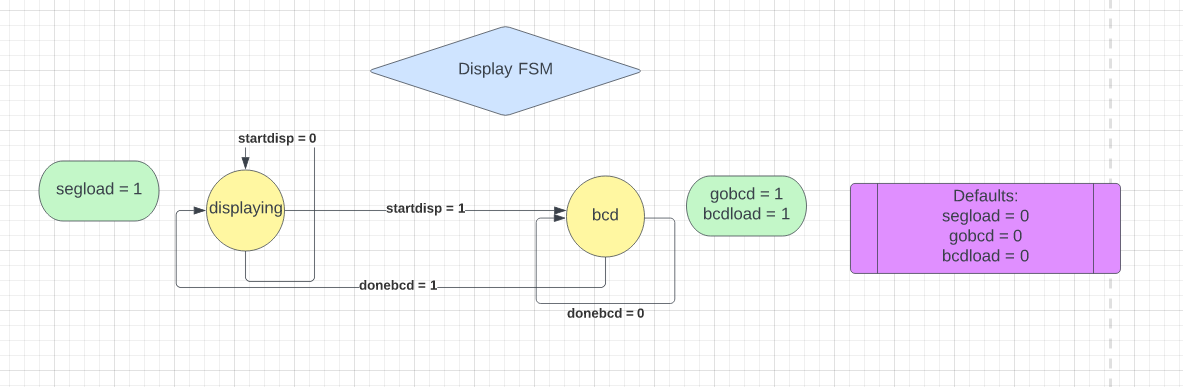 Display FSM
startdisp = 0
segload = 1
displaying
startdisp = 1
bcd
gobcd = 1
bcdload = 1
Defaults:
segload = 0
gobcd = 0
bcdload = 0
donebcd = 1
donebcd = 0